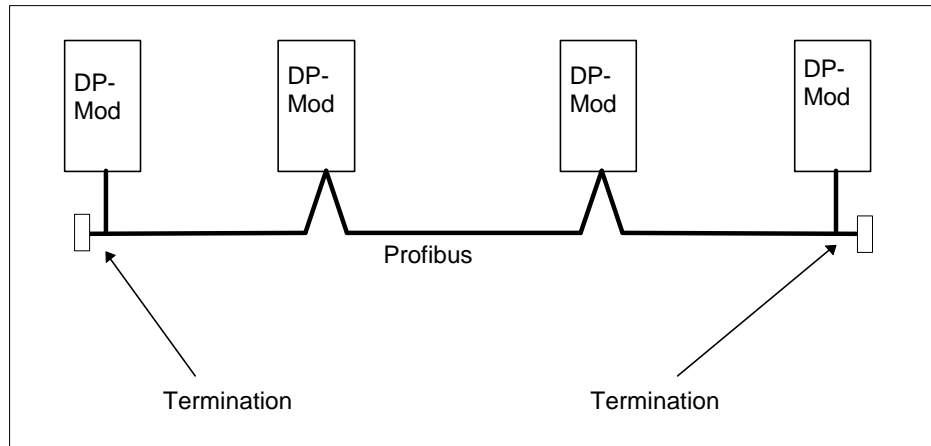 DP-
Mod
DP-
Mod
DP-
Mod
DP-
Mod
Profibus
Termination
Termination